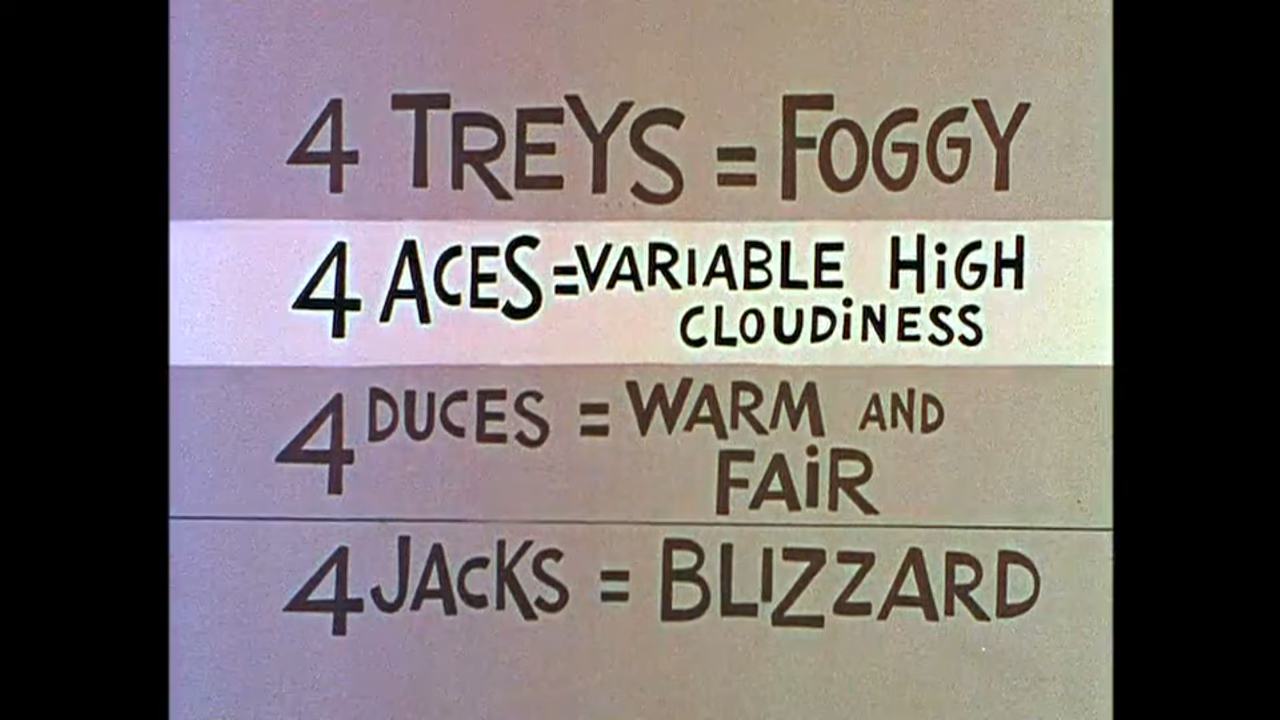 4 TREYS = FOGGY
4 ACES = VARIABLE HiGH
CLOUDiNESS
4 DUCES = WARM AND
FAiR
4 JACKS = BLIZZARD